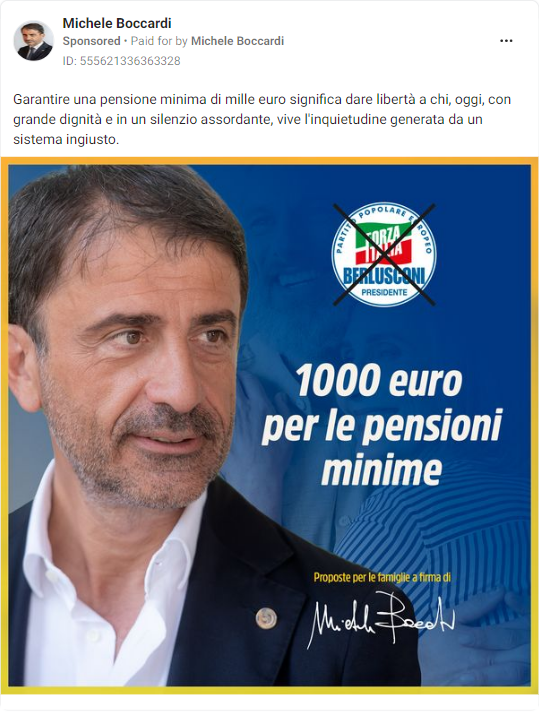 Michele Boccardi
Sponsored • Paid for by Michele Boccardi
ID: 555621336363328
Garantire una pensione minima di mille euro significa dare libertà a chi, oggi, con
grande dignità e in un silenzio assordante, vive l'inquietudine generata da un
sistema ingiusto.
PARTITO POPOLARE EUROPEO
FORZA
ITALIA
BERLUSCONI
PRESIDENTE
1000 euro
per le pensioni
minime
Proposte per le famiglie a firma di
Michele Boccardi